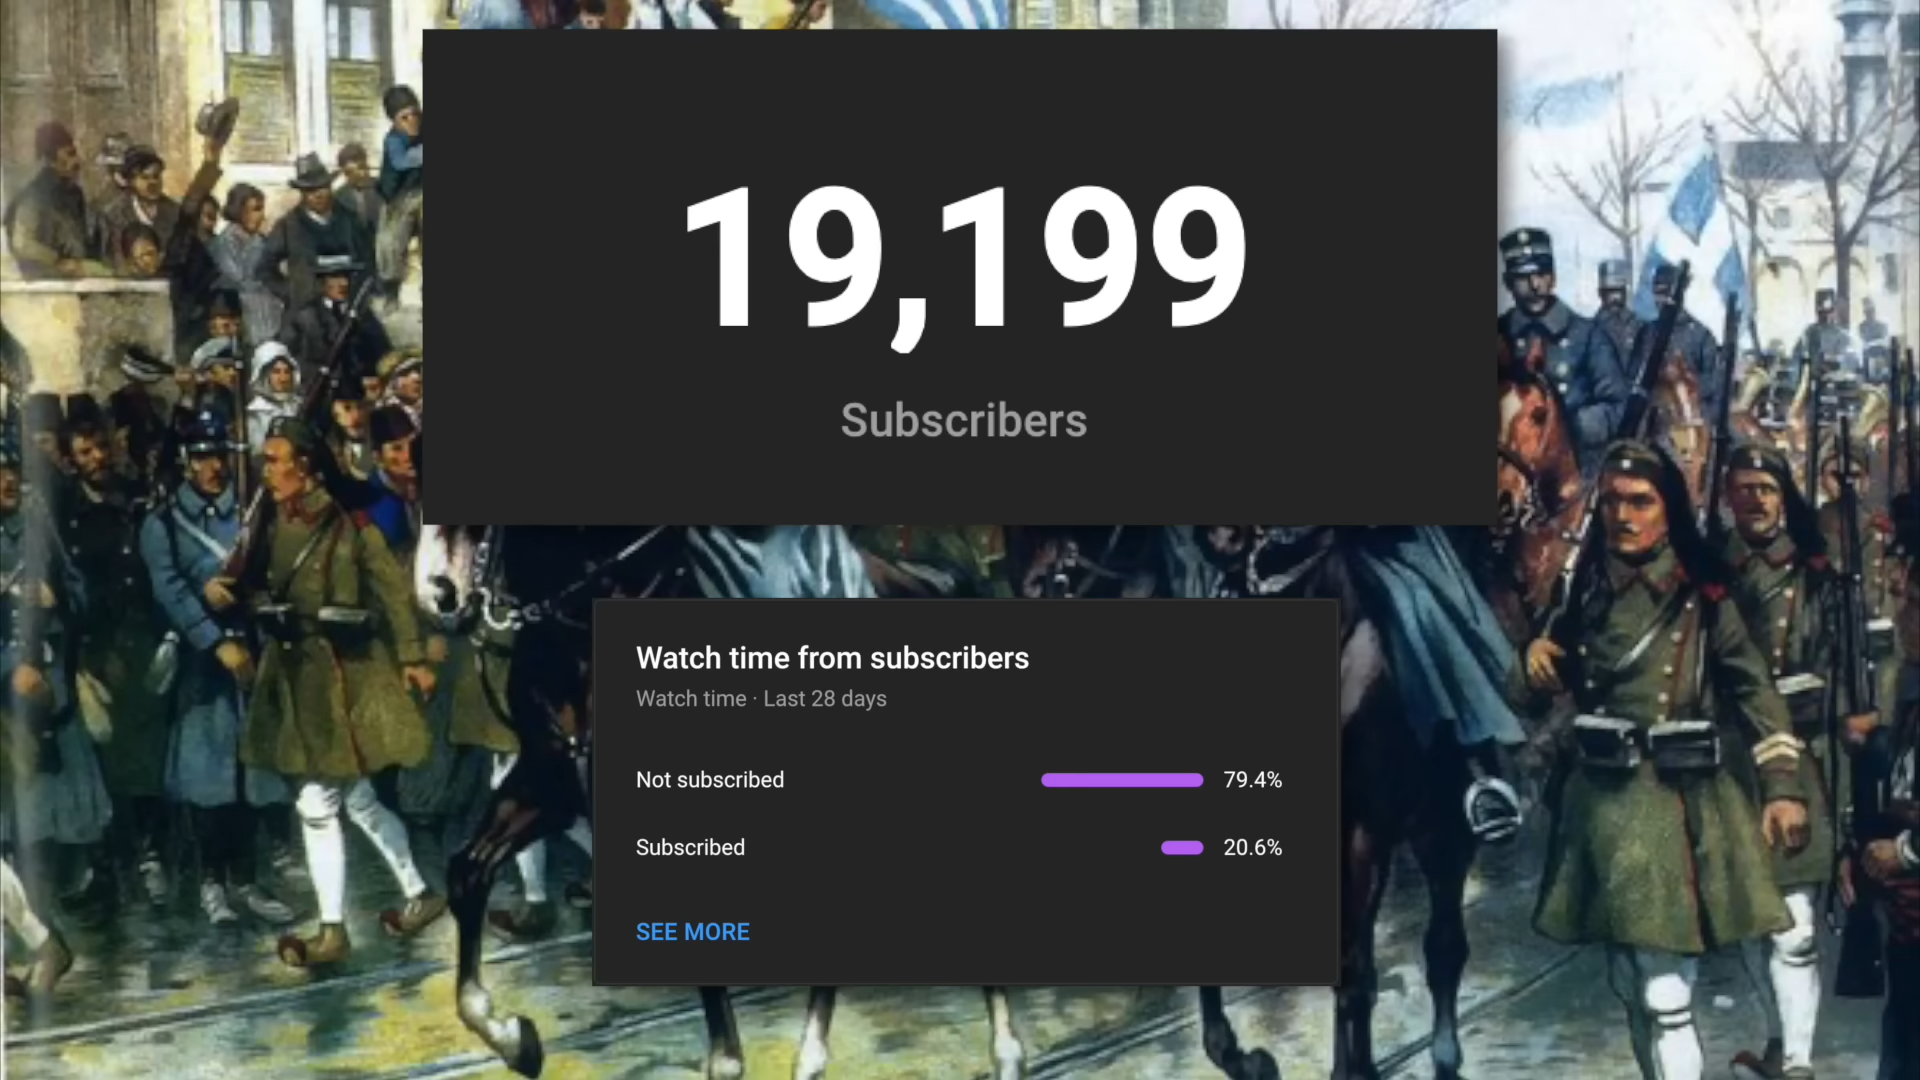 19,199
Subscribers
Watch time from subscribers
Watch time · Last 28 days
Not subscribed 79.4%
Subscribed 20.6%
SEE MORE